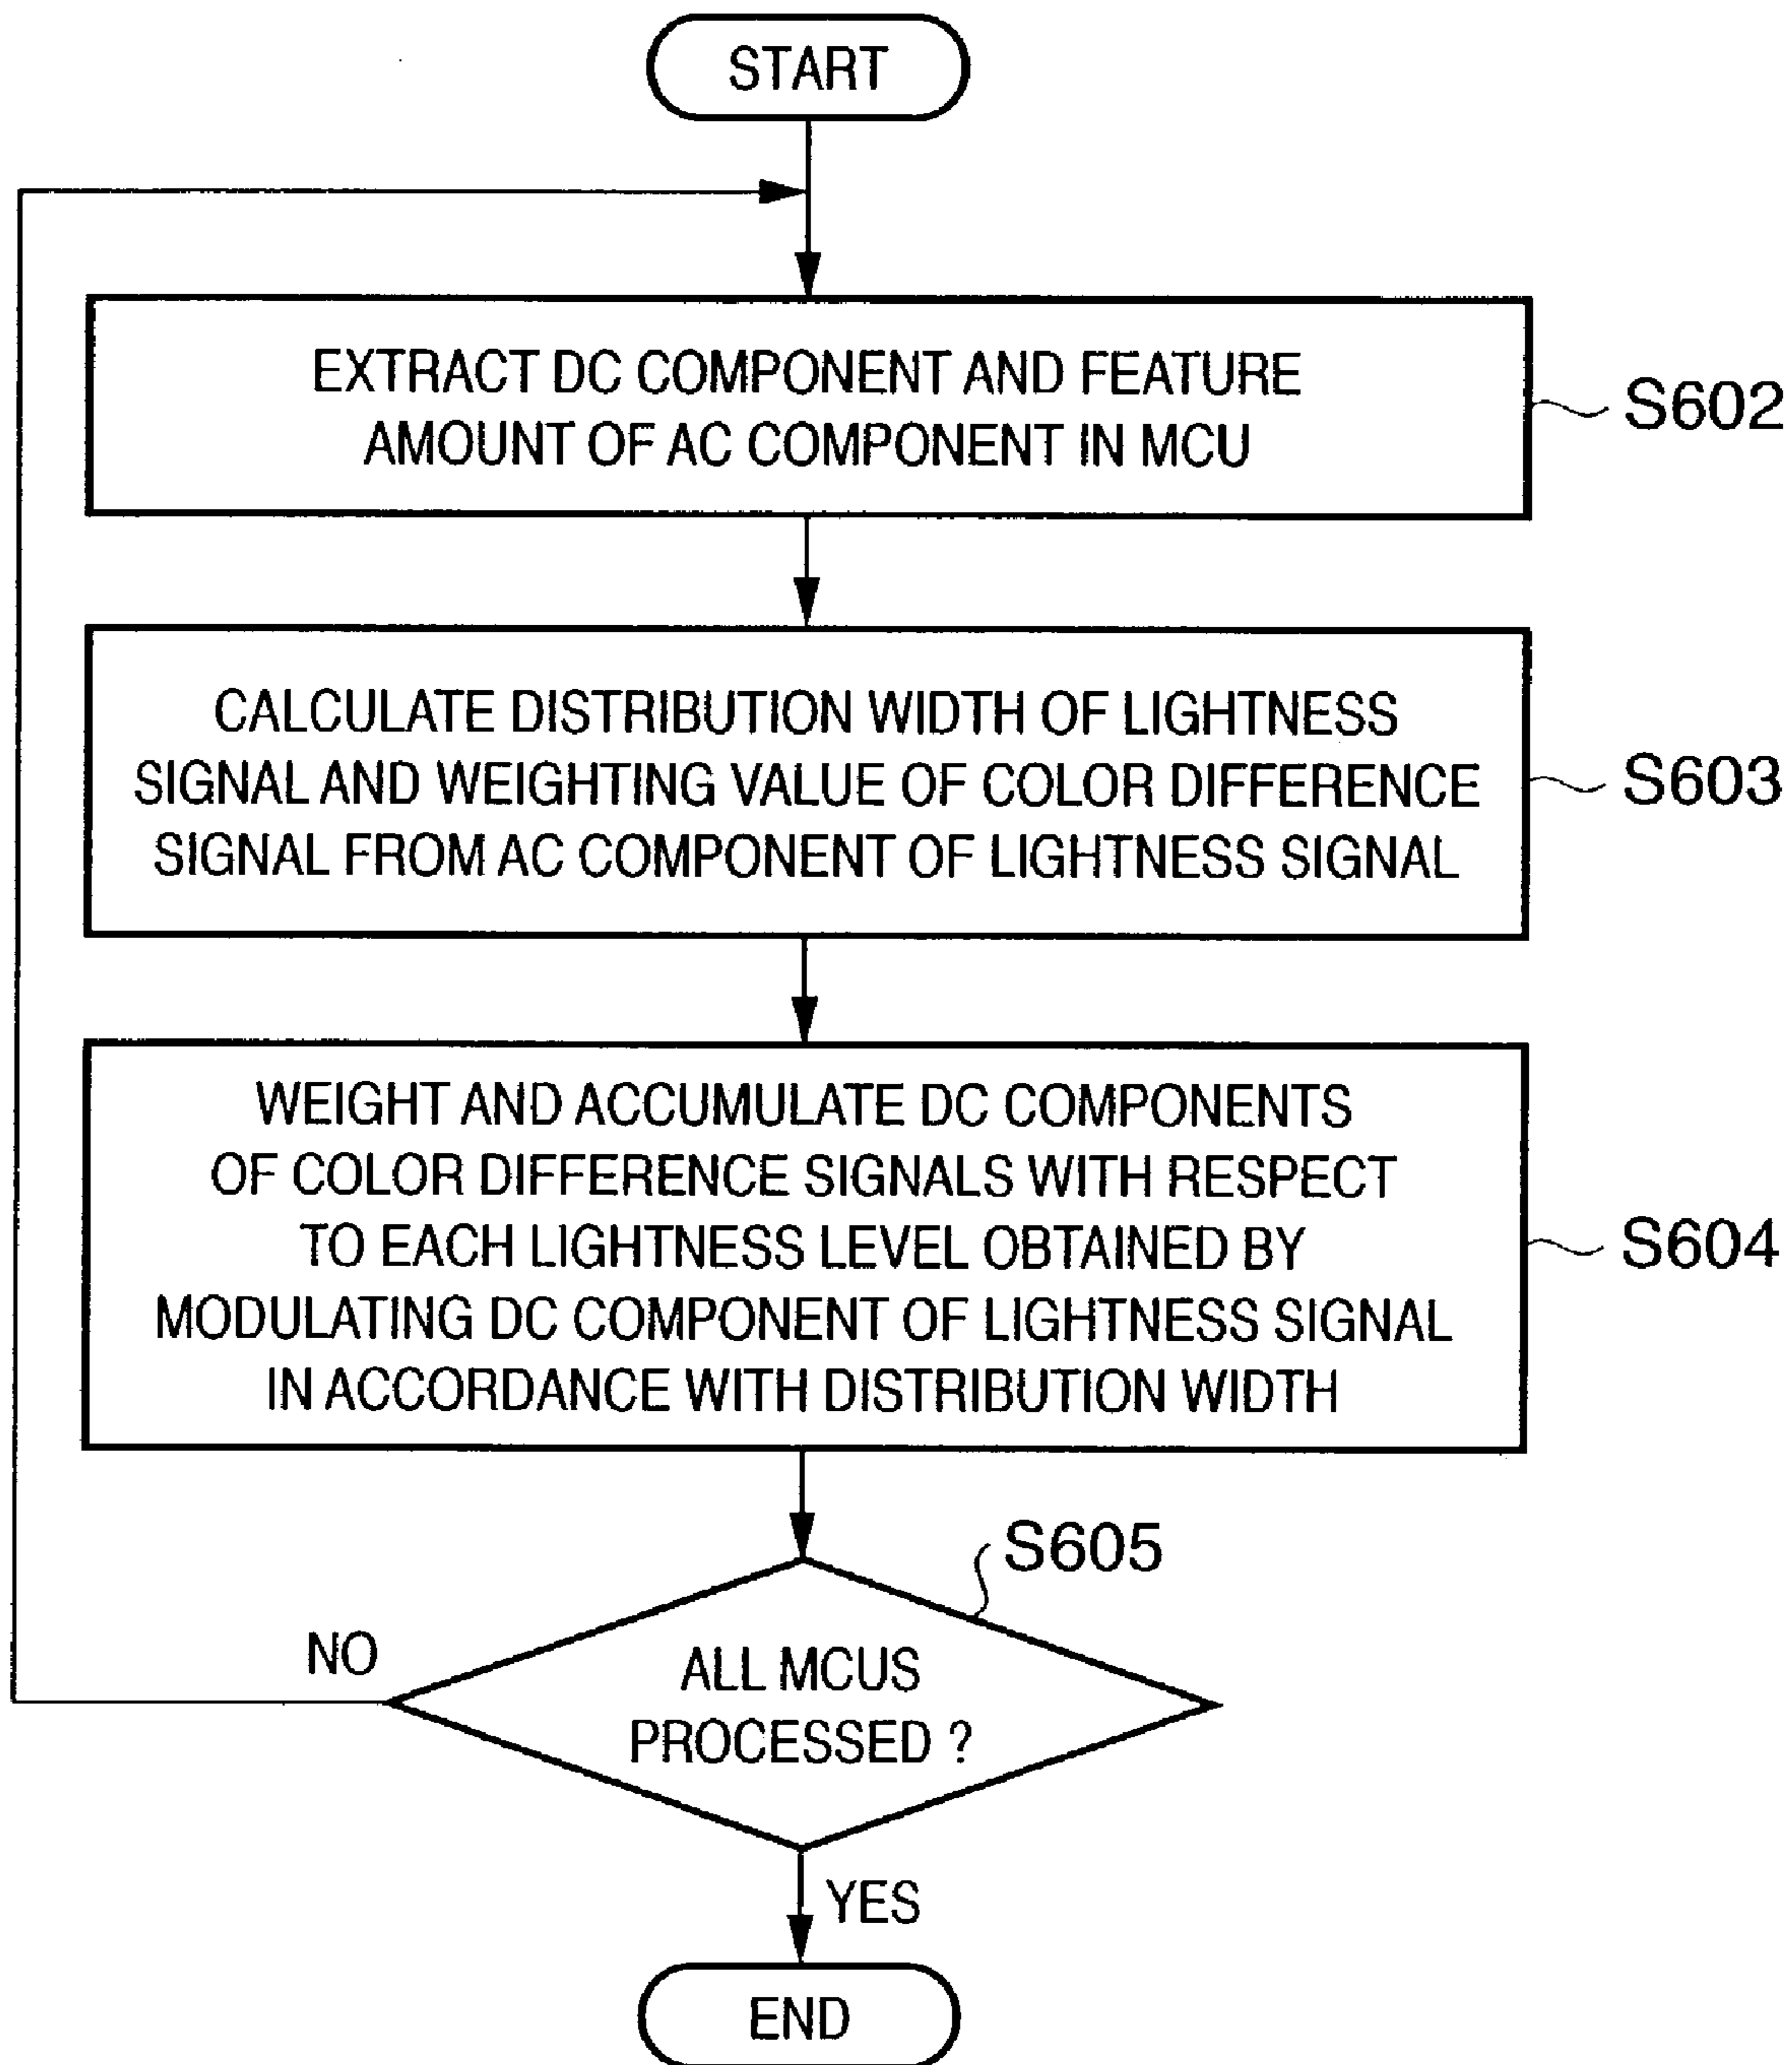 START
EXTRACT DC COMPONENT AND FEATURE
AMOUNT OF AC COMPONENT IN MCU
S602
CALCULATE DISTRIBUTION WIDTH OF LIGHTNESS
SIGNAL AND WEIGHTING VALUE OF COLOR DIFFERENCE
SIGNAL FROM AC COMPONENT OF LIGHTNESS SIGNAL
S603
WEIGHT AND ACCUMULATE DC COMPONENTS
OF COLOR DIFFERENCE SIGNALS WITH RESPECT
TO EACH LIGHTNESS LEVEL OBTAINED BY
MODULATING DC COMPONENT OF LIGHTNESS SIGNAL
IN ACCORDANCE WITH DISTRIBUTION WIDTH
S604
S605
NO
ALL MCUS
PROCESSED ?
YES
END